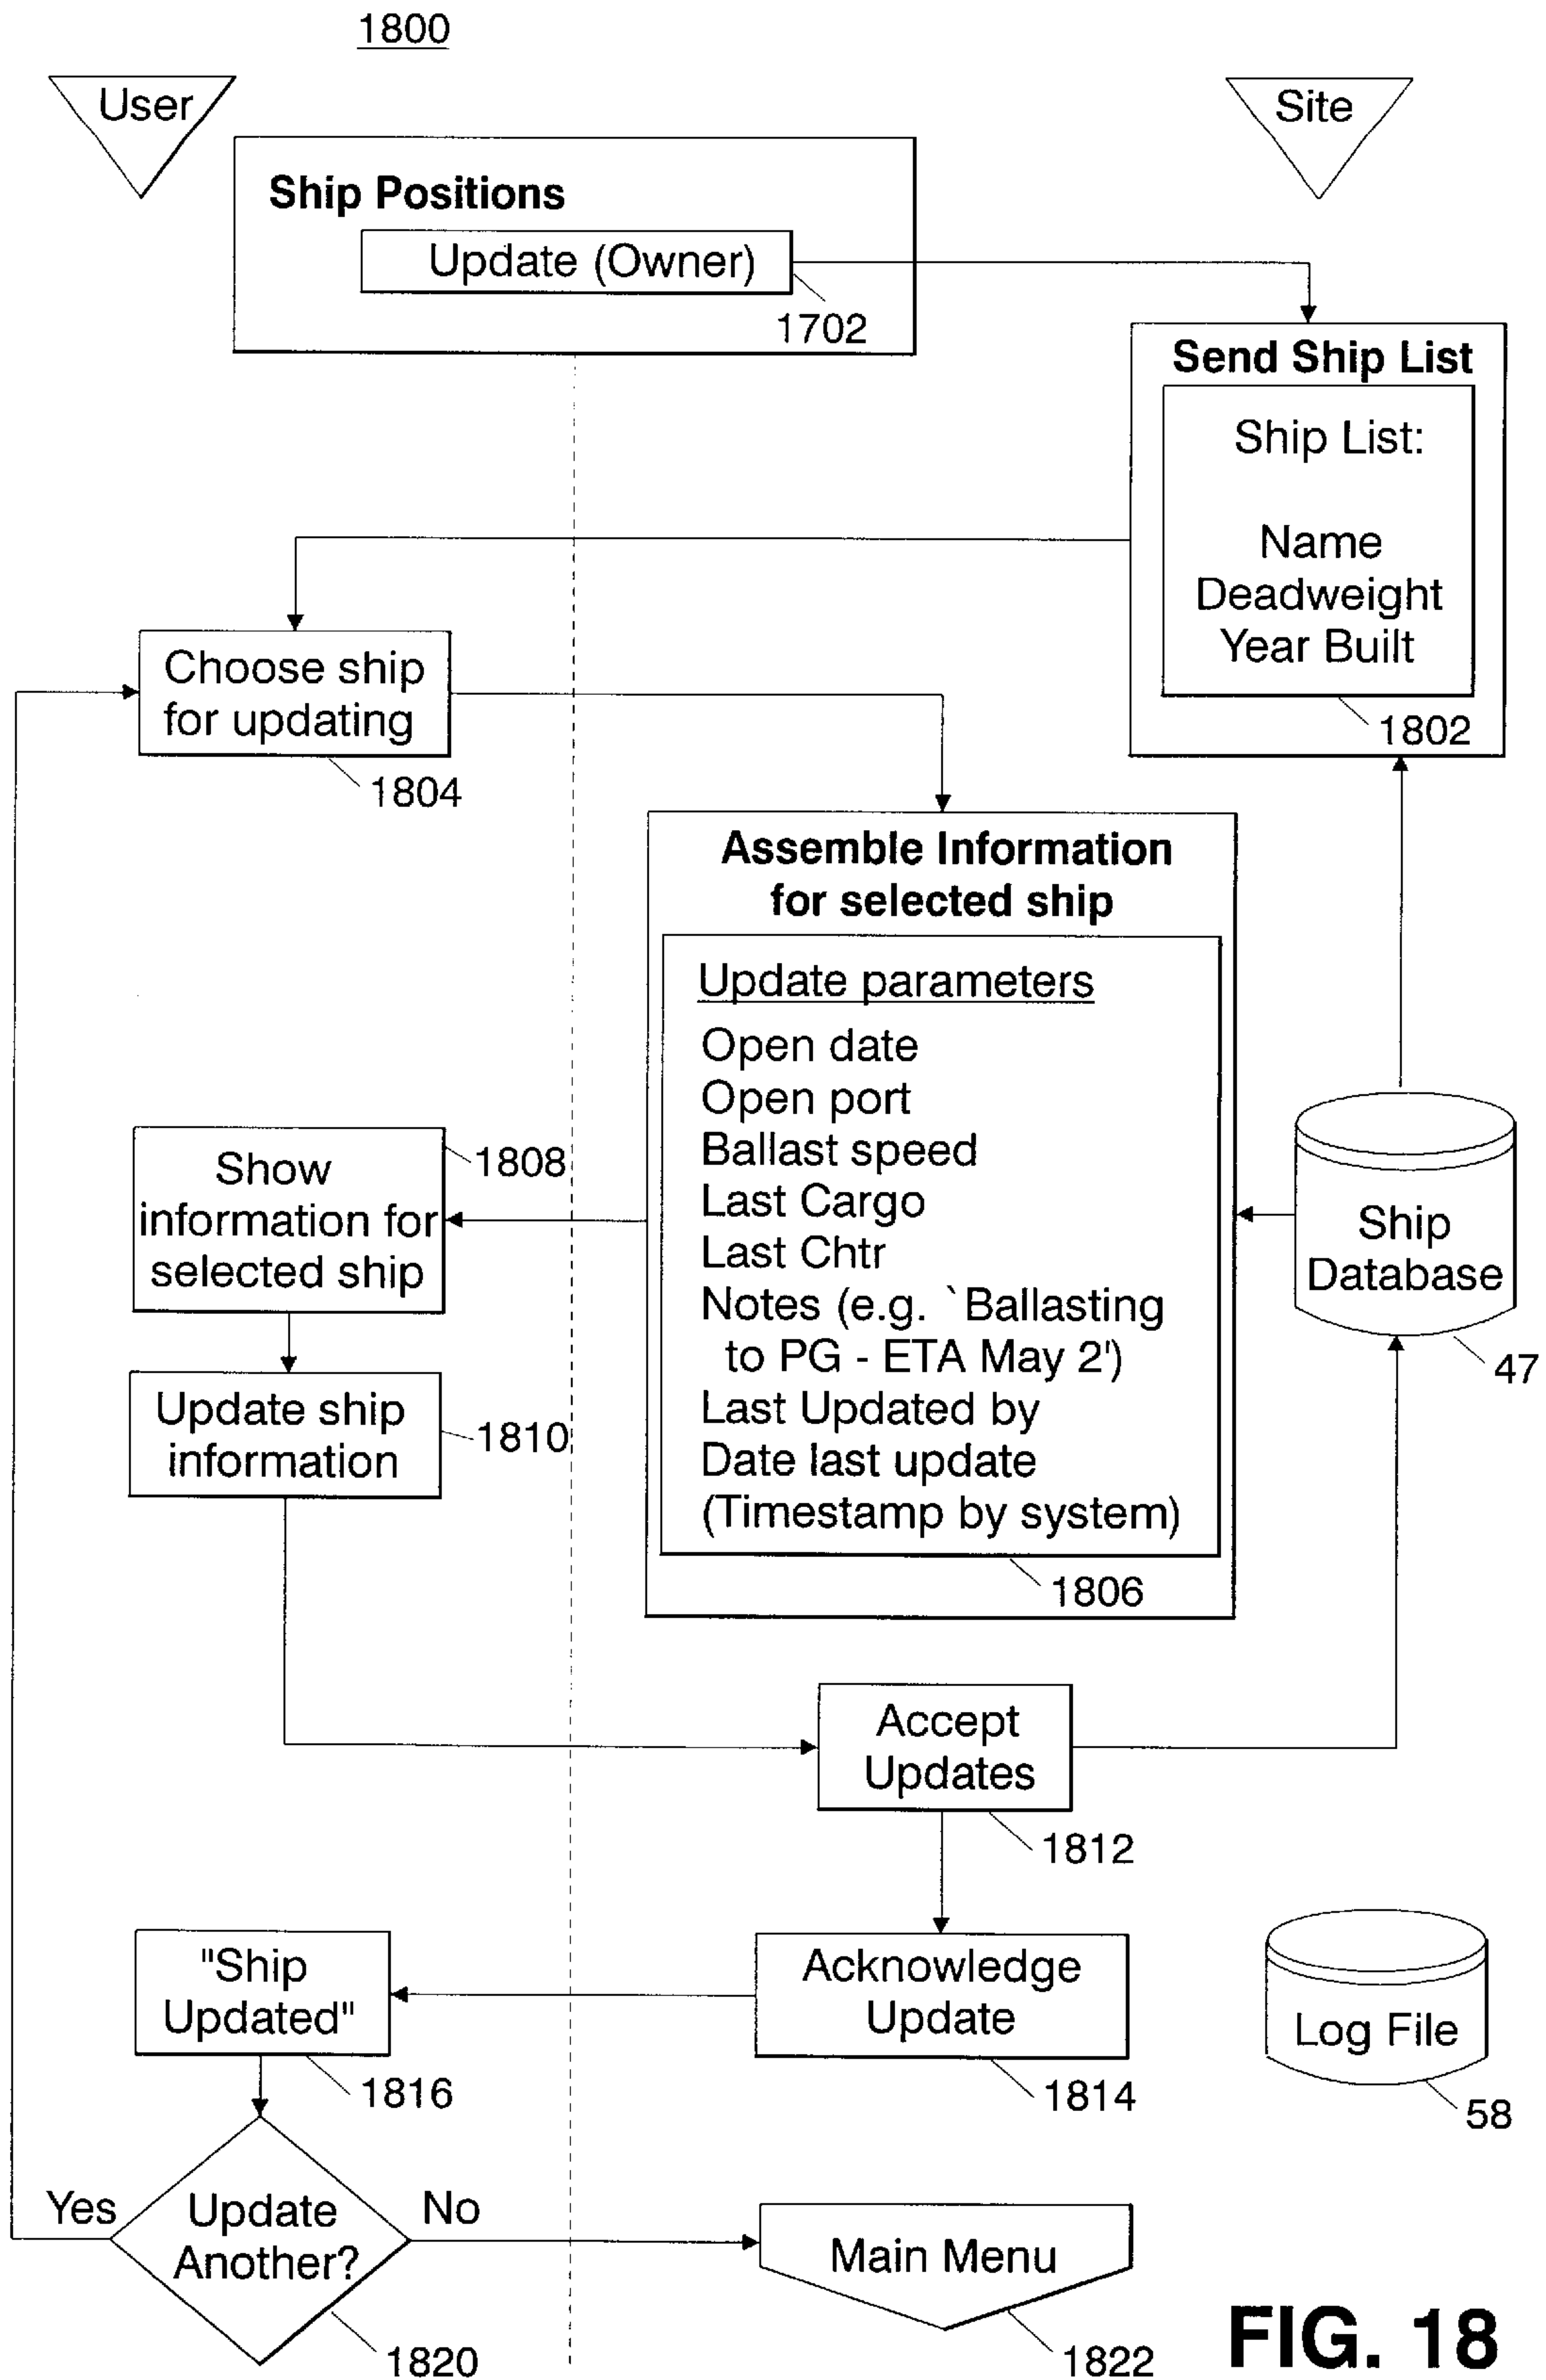 1800
User
Site
Ship Positions
Update (Owner)
1702
Send Ship List
Ship List:
Name
Deadweight
Year Built
1802
Choose ship
for updating
1804
Assemble Information
for selected ship
Update parameters
Open date
Open port
Ballast speed
Last Cargo
Last Chtr
Notes (e.g. `Ballasting
to PG - ETA May 2')
Last Updated by
Date last update
(Timestamp by system)
1806
Show
information for
selected ship
1808
Ship
Database
47
Update ship
information
1810
Accept
Updates
1812
"Ship
Updated"
1816
Acknowledge
Update
1814
Log File
58
Yes
Update
Another?
No
1820
Main Menu
1822
FIG. 18